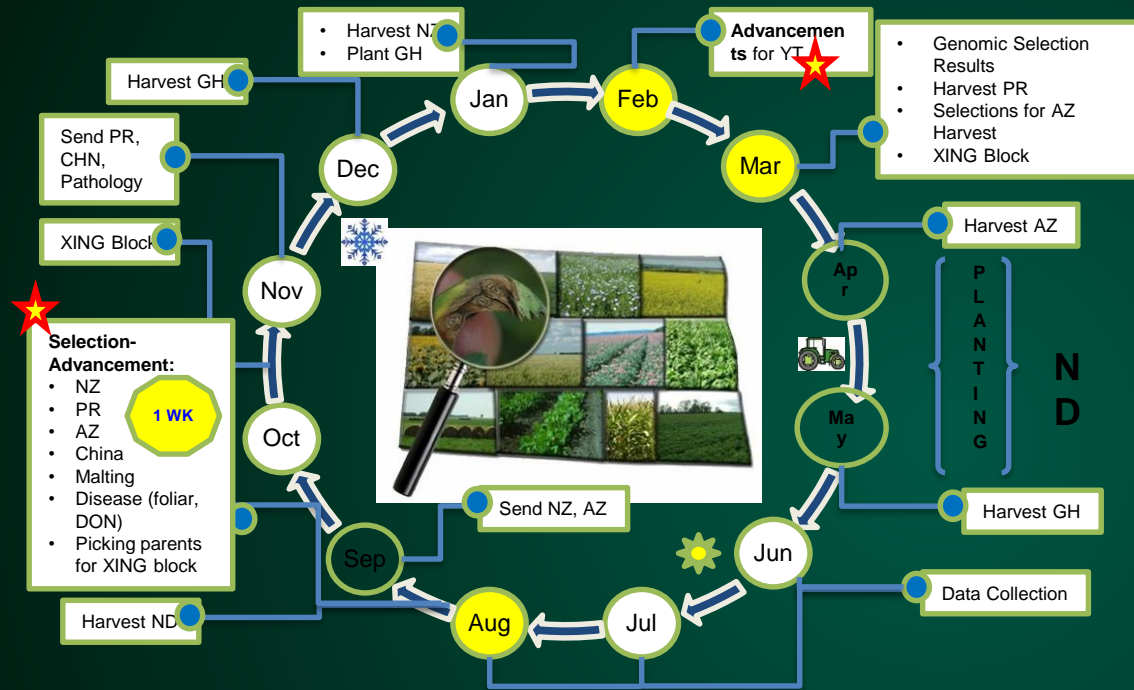 • Harvest NZ
• Plant GH
Advancemen
ts for YT
• Genomic Selection
Results
• Harvest PR
• Selections for AZ
Harvest
• XING Block
Harvest GH
Jan
Feb
Send PR,
CHN,
Pathology
Dec
Mar
XING Block
Harvest AZ
Ap
r
Nov
P
L
A
N
T
I
N
G
N
D
Selection-
Advancement:
• NZ
• PR
• AZ
• China
• Malting
• Disease (foliar,
DON)
• Picking parents
for XING block
1 WK
Oct
Ma
y
Send NZ, AZ
Harvest GH
Sep
Jun
Data Collection
Harvest ND
Aug
Jul